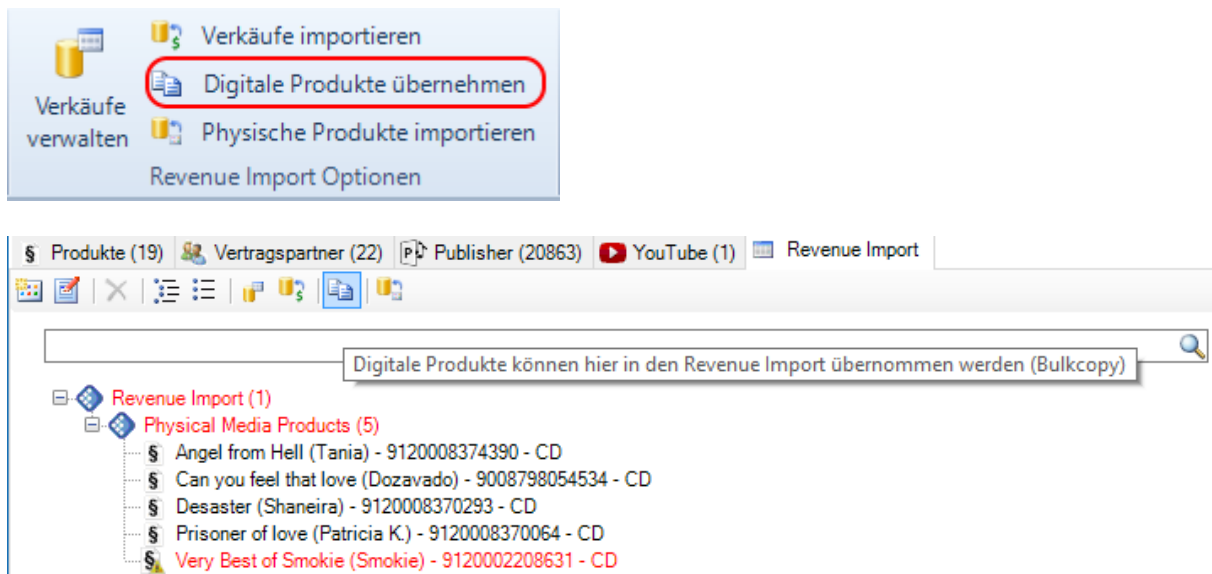 Verkäufe verwalten
Verkäufe importieren
Digitale Produkte übernehmen
Physische Produkte importieren
Revenue Import Optionen
§ Produkte (19) Vertragspartner (22) Publisher (20863) YouTube (1) Revenue Import
Digitale Produkte können hier in den Revenue Import übernommen werden (Bulkcopy)
Revenue Import (1)
Physical Media Products (5)
§ Angel from Hell (Tania) - 9120008374390 - CD
§ Can you feel that love (Dozavado) - 9008798054534 - CD
§ Desaster (Shaneira) - 9120008370293 - CD
§ Prisoner of love (Patricia K.) - 9120008370064 - CD
§ Very Best of Smokie (Smokie) - 9120002208631 - CD